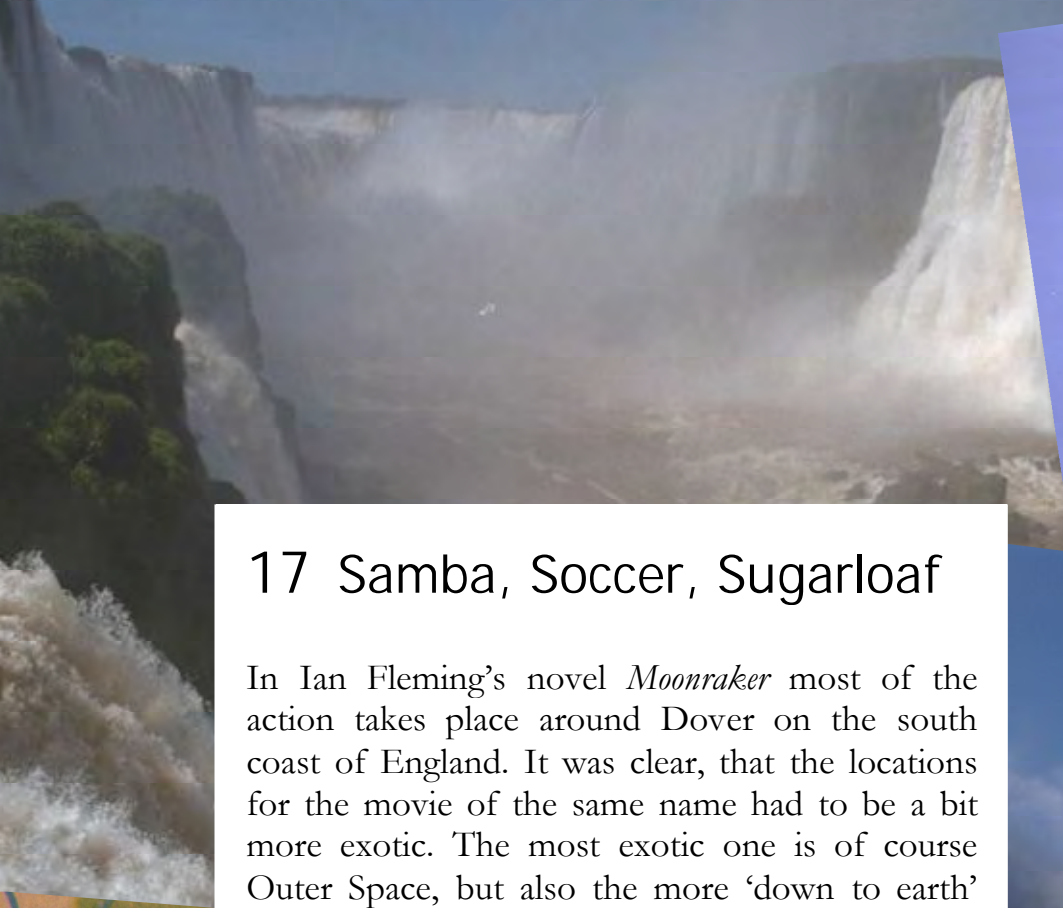 17 Samba, Soccer, Sugarloaf
In Ian Fleming’s novel Moonraker most of the
action takes place around Dover on the south
coast of England. It was clear, that the locations
for the movie of the same name had to be a bit
more exotic. The most exotic one is of course
Outer Space, but also the more ‘down to earth’